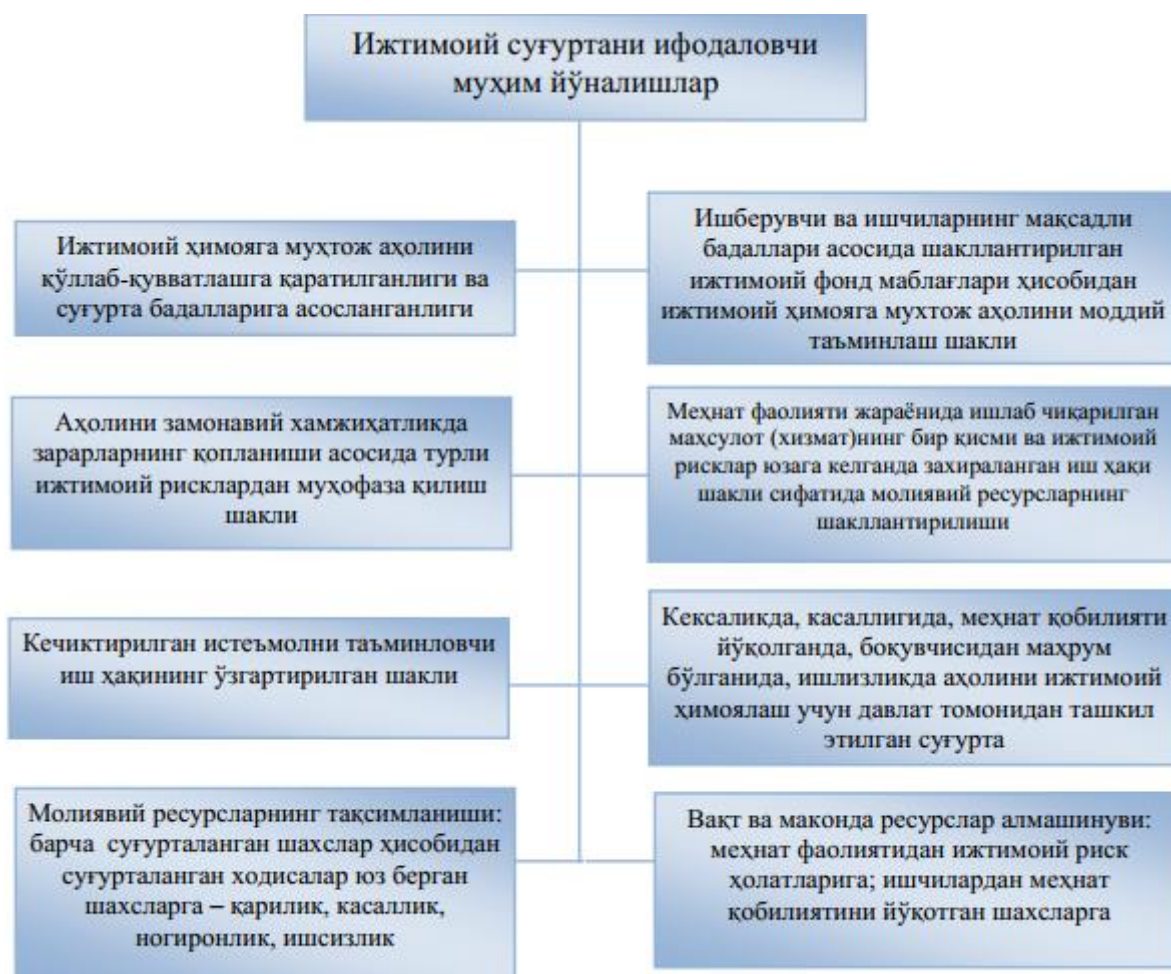 Ижтимоий суғуртани ифодаловчи
муҳим йўналишлар
Ижтимоий ҳимояга муҳтож аҳолини
қўллаб-қувватлашга қаратилганлиги ва
суғурта бадалларига асосланганлиги
Ишберувчи ва ишчиларнинг мақсадли
бадаллари асосида шакллантирилган
ижтимоий фонд маблағлари ҳисобидан
ижтимоий ҳимояга мухтож аҳолини моддий
таъминлаш шакли
Аҳолини замонавий хамжиҳатликда
зарарларнинг қопланиши асосида турли
ижтимоий рисклардан муҳофаза қилиш
шакли
Меҳнат фаолияти жараёнида ишлаб чиқарилган
маҳсулот (хизмат)нинг бир қисми ва ижтимоий
рисклар юзага келганда захираланган иш ҳақи
шакли сифатида молиявий ресурсларнинг
шакллантирилиши
Кечиктирилган истеъмолни таъминловчи
иш ҳақининг ўзгартирилган шакли
Кексаликда, касаллигида, меҳнат қобилияти
йўқолганда, боқувчисидан маҳрум
бўлганида, ишлизликда аҳолини ижтимоий
ҳимоялаш учун давлат томонидан ташкил
этилган суғурта
Молиявий ресурсларнинг тақсимланиши:
барча суғурталанган шахслар ҳисобидан
суғурталанган ходисалар юз берган
шахсларга – қарилик, касаллик,
ногиронлик, ишсизлик
Вақт ва маконда ресурслар алмашинуви:
меҳнат фаолиятидан ижтимоий риск
ҳолатларига; ишчилардан меҳнат
қобилиятини йўқотган шахсларга